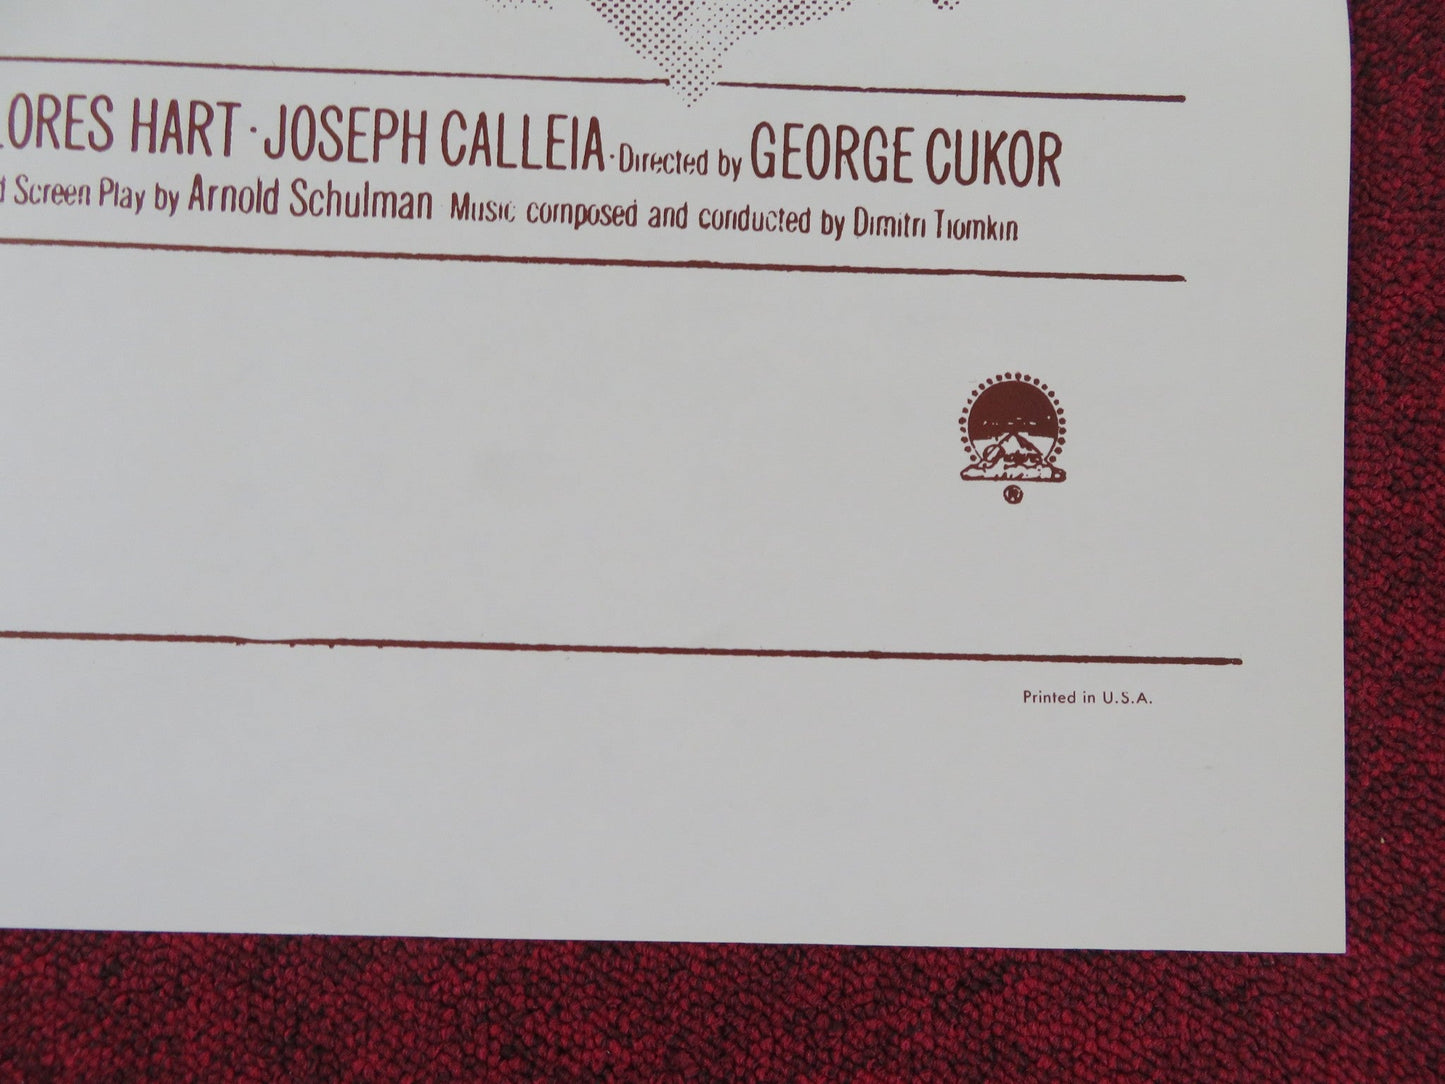 LORES HART · JOSEPH CALLEIA · Directed by GEORGE CUKOR
d Screen Play by Arnold Schulman Music composed and conducted by Dimitri Tiomkin
®
Printed in U.S.A.